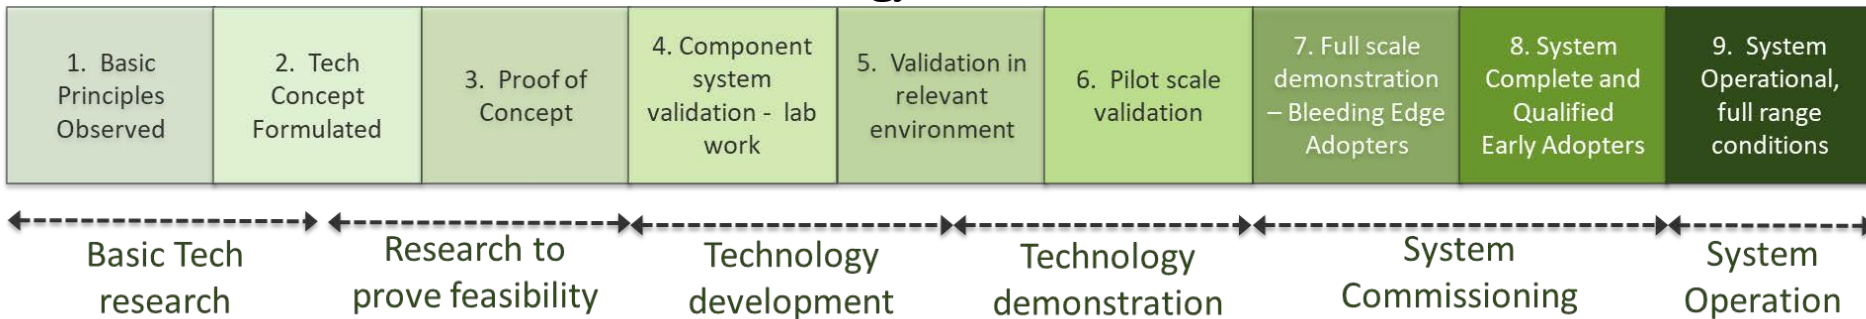 1. Basic
Principles
Observed
2. Tech
Concept
Formulated
3. Proof of
Concept
4. Component
system
validation - lab
work
5. Validation in
relevant
environment
6. Pilot scale
validation
7. Full scale
demonstration
– Bleeding Edge
Adopters
8. System
Complete and
Qualified
Early Adopters
9. System
Operational,
full range
conditions
Basic Tech
research
Research to
prove feasibility
Technology
development
Technology
demonstration
System
Commissioning
System
Operation